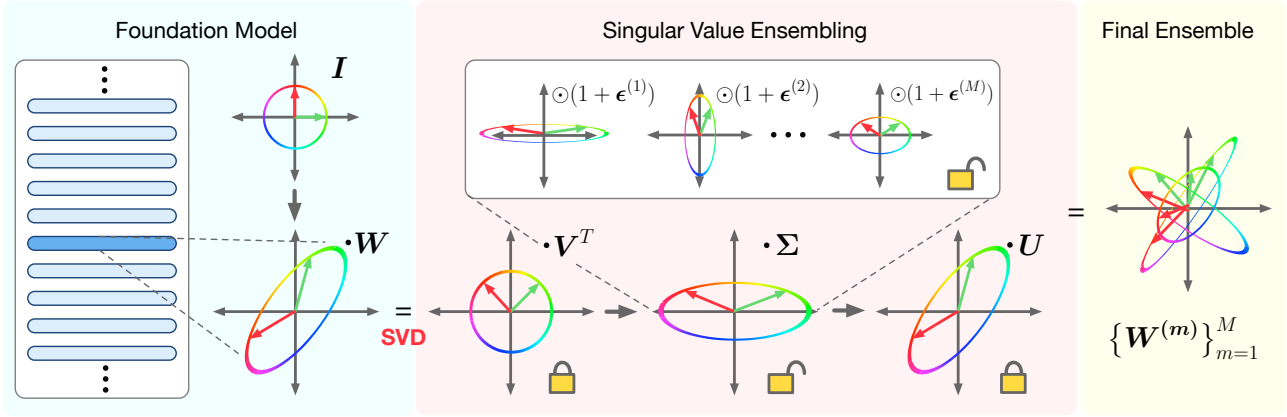 Foundation Model
I
· W
Singular Value Ensembling
⊙(1 + ϵ^(1))
⊙(1 + ϵ^(2))
⊙(1 + ϵ^(M))
= SVD
· V^T
· Σ
· U
Final Ensemble
=
{W^(m)}_{m=1}^M